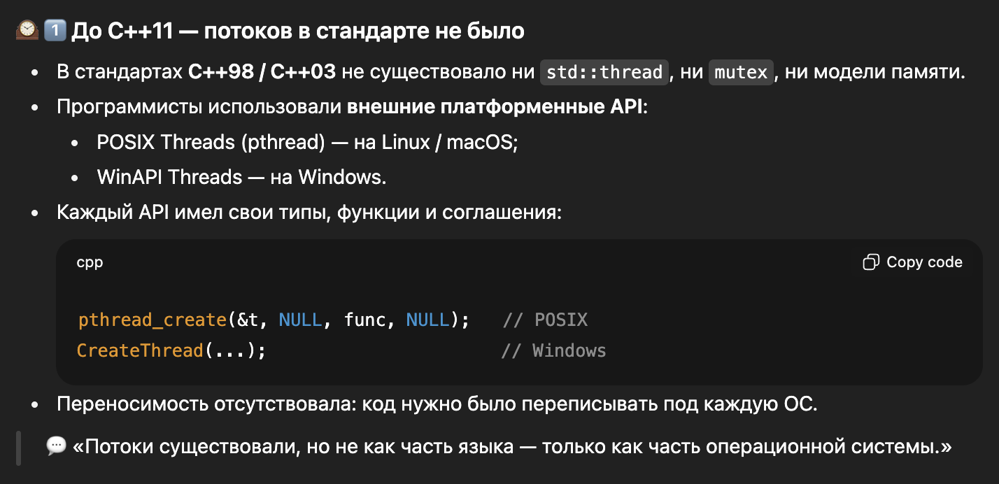 🕰️ 1️⃣ До C++11 — потоков в стандарте не было
• В стандартах C++98 / C++03 не существовало ни std::thread, ни mutex, ни модели памяти.
• Программисты использовали внешние платформенные API:
• POSIX Threads (pthread) — на Linux / macOS;
• WinAPI Threads — на Windows.
• Каждый API имел свои типы, функции и соглашения:
cpp Copy code
pthread_create(&t, NULL, func, NULL);   // POSIX
CreateThread(...);                      // Windows
• Переносимость отсутствовала: код нужно было переписывать под каждую ОС.
💬 «Потоки существовали, но не как часть языка — только как часть операционной системы.»